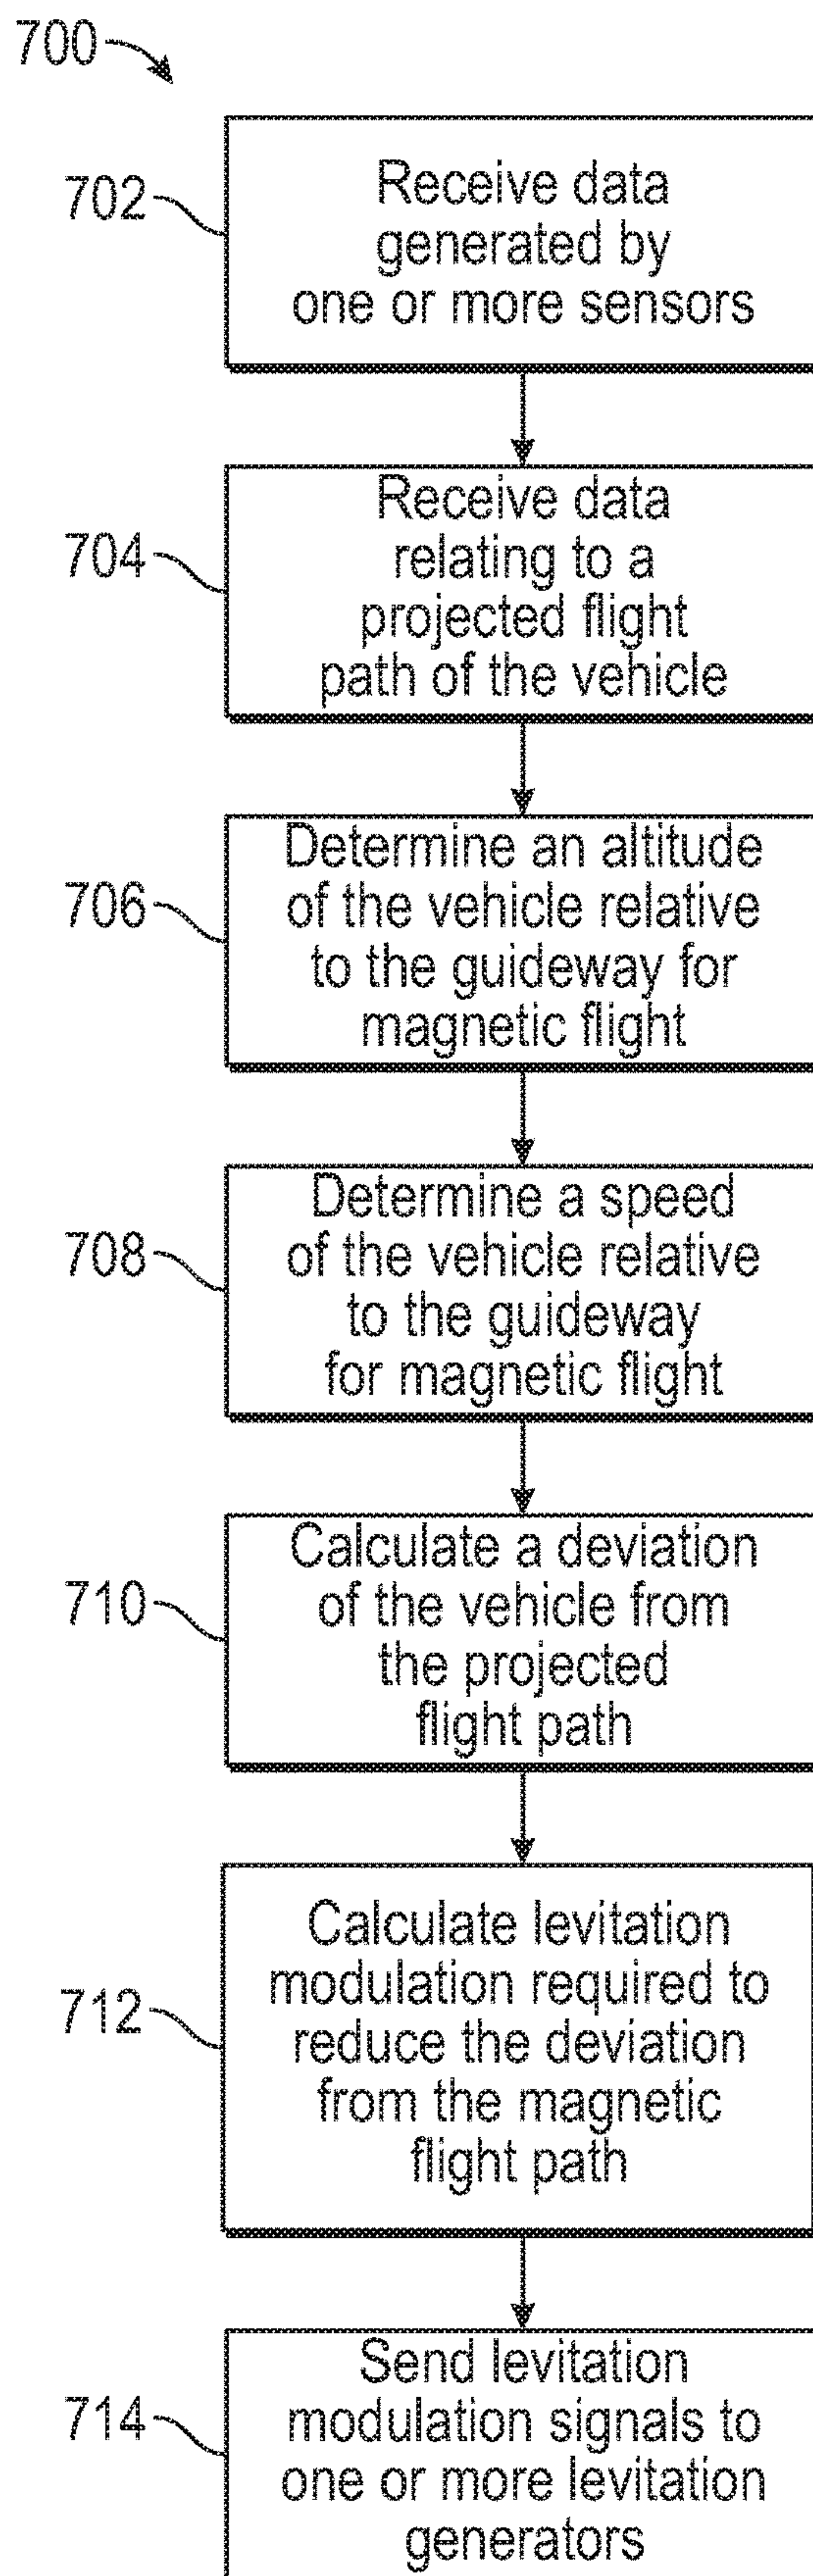 700
702
Receive data
generated by
one or more sensors
704
Receive data
relating to a
projected flight
path of the vehicle
706
Determine an altitude
of the vehicle relative
to the guideway for
magnetic flight
708
Determine a speed
of the vehicle relative
to the guideway
for magnetic flight
710
Calculate a deviation
of the vehicle from
the projected
flight path
712
Calculate levitation
modulation required to
reduce the deviation
from the magnetic
flight path
714
Send levitation
modulation signals to
one or more levitation
generators